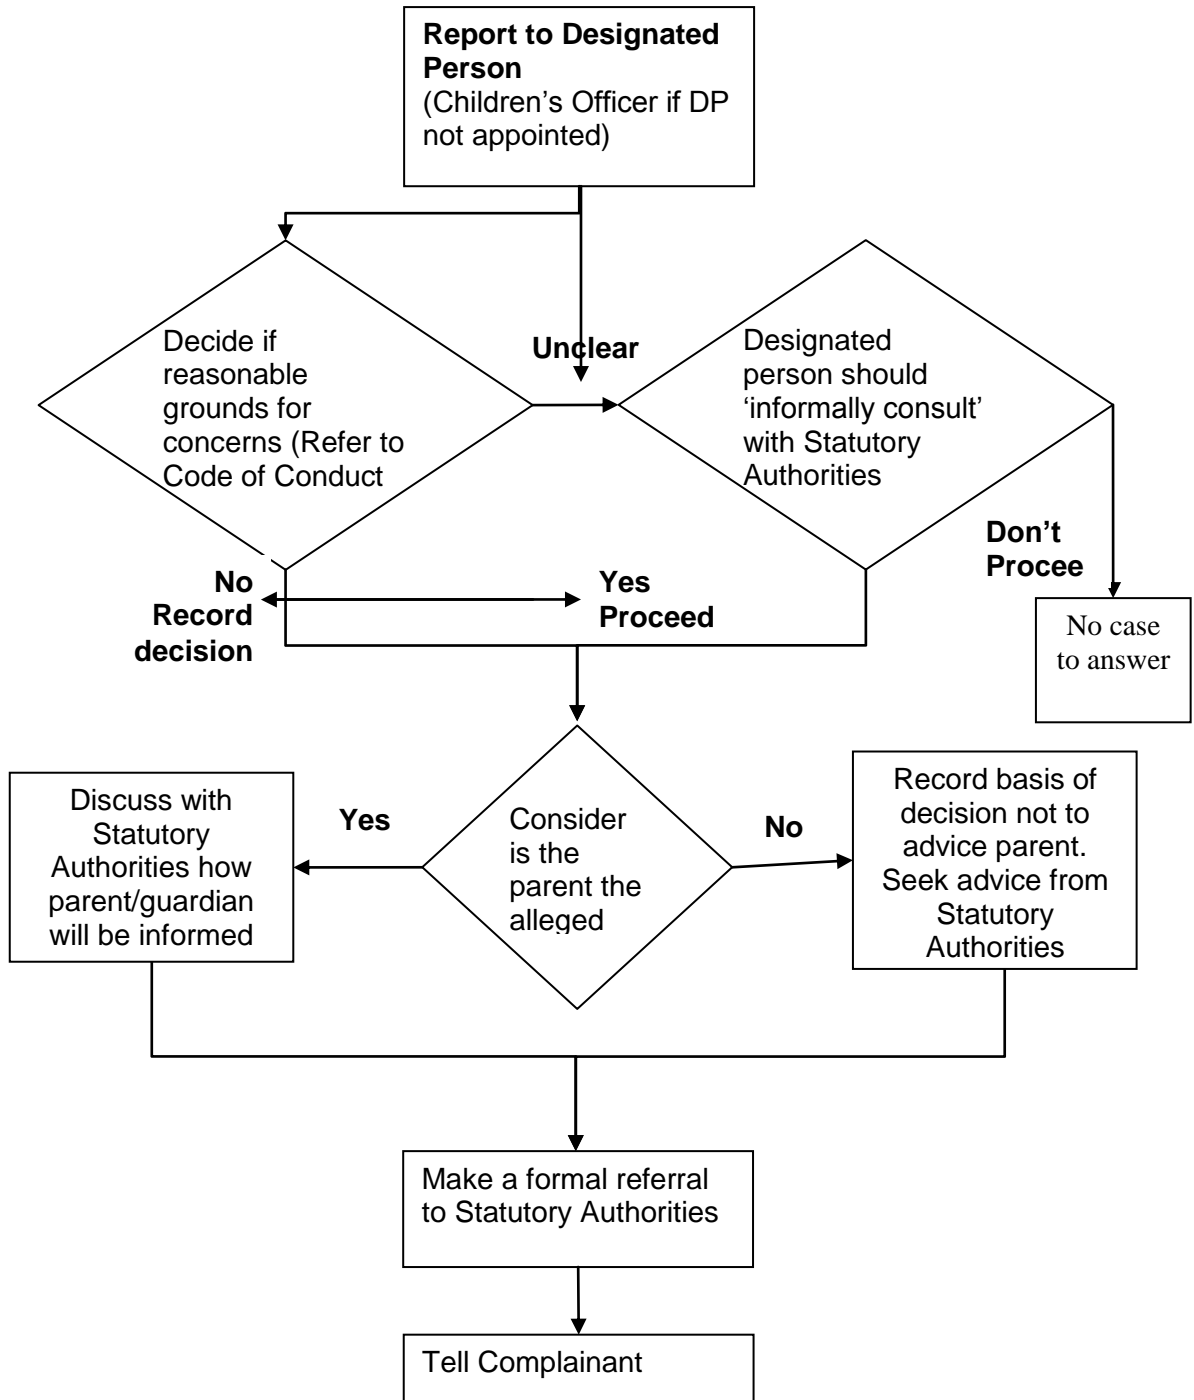 Report to Designated
Person
(Children's Officer if DP
not appointed)
Decide if
reasonable
grounds for
concerns (Refer to
Code of Conduct
Unclear
Designated
person should
‘informally consult’
with Statutory
Authorities
Don't
Procee
No
Record
decision
Yes
Proceed
No case
to answer
Discuss with
Statutory
Authorities how
parent/guardian
will be informed
Yes
Consider
is the
parent the
alleged
No
Record basis of
decision not to
advice parent.
Seek advice from
Statutory
Authorities
Make a formal referral
to Statutory Authorities
Tell Complainant